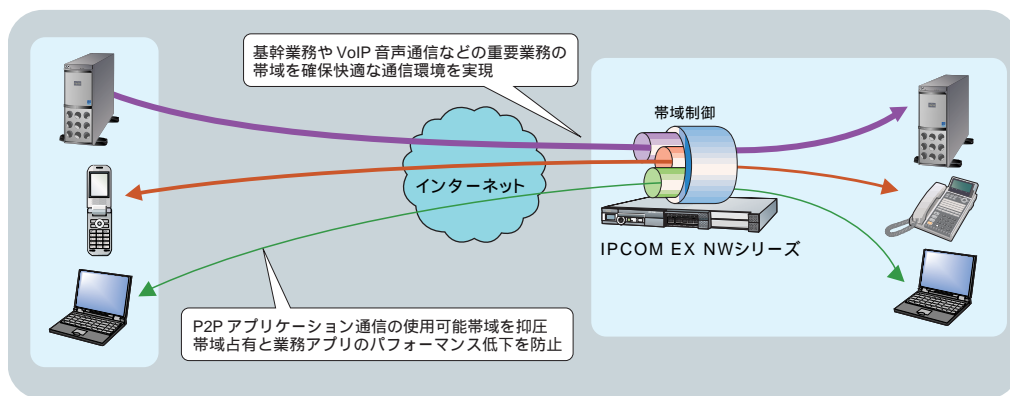 基幹業務や VoIP 音声通信などの重要業務の
帯域を確保快適な通信環境を実現
帯域制御
インターネット
IPCOM EX NWシリーズ
P2P アプリケーション通信の使用可能帯域を抑圧
帯域占有と業務アプリのパフォーマンス低下を防止